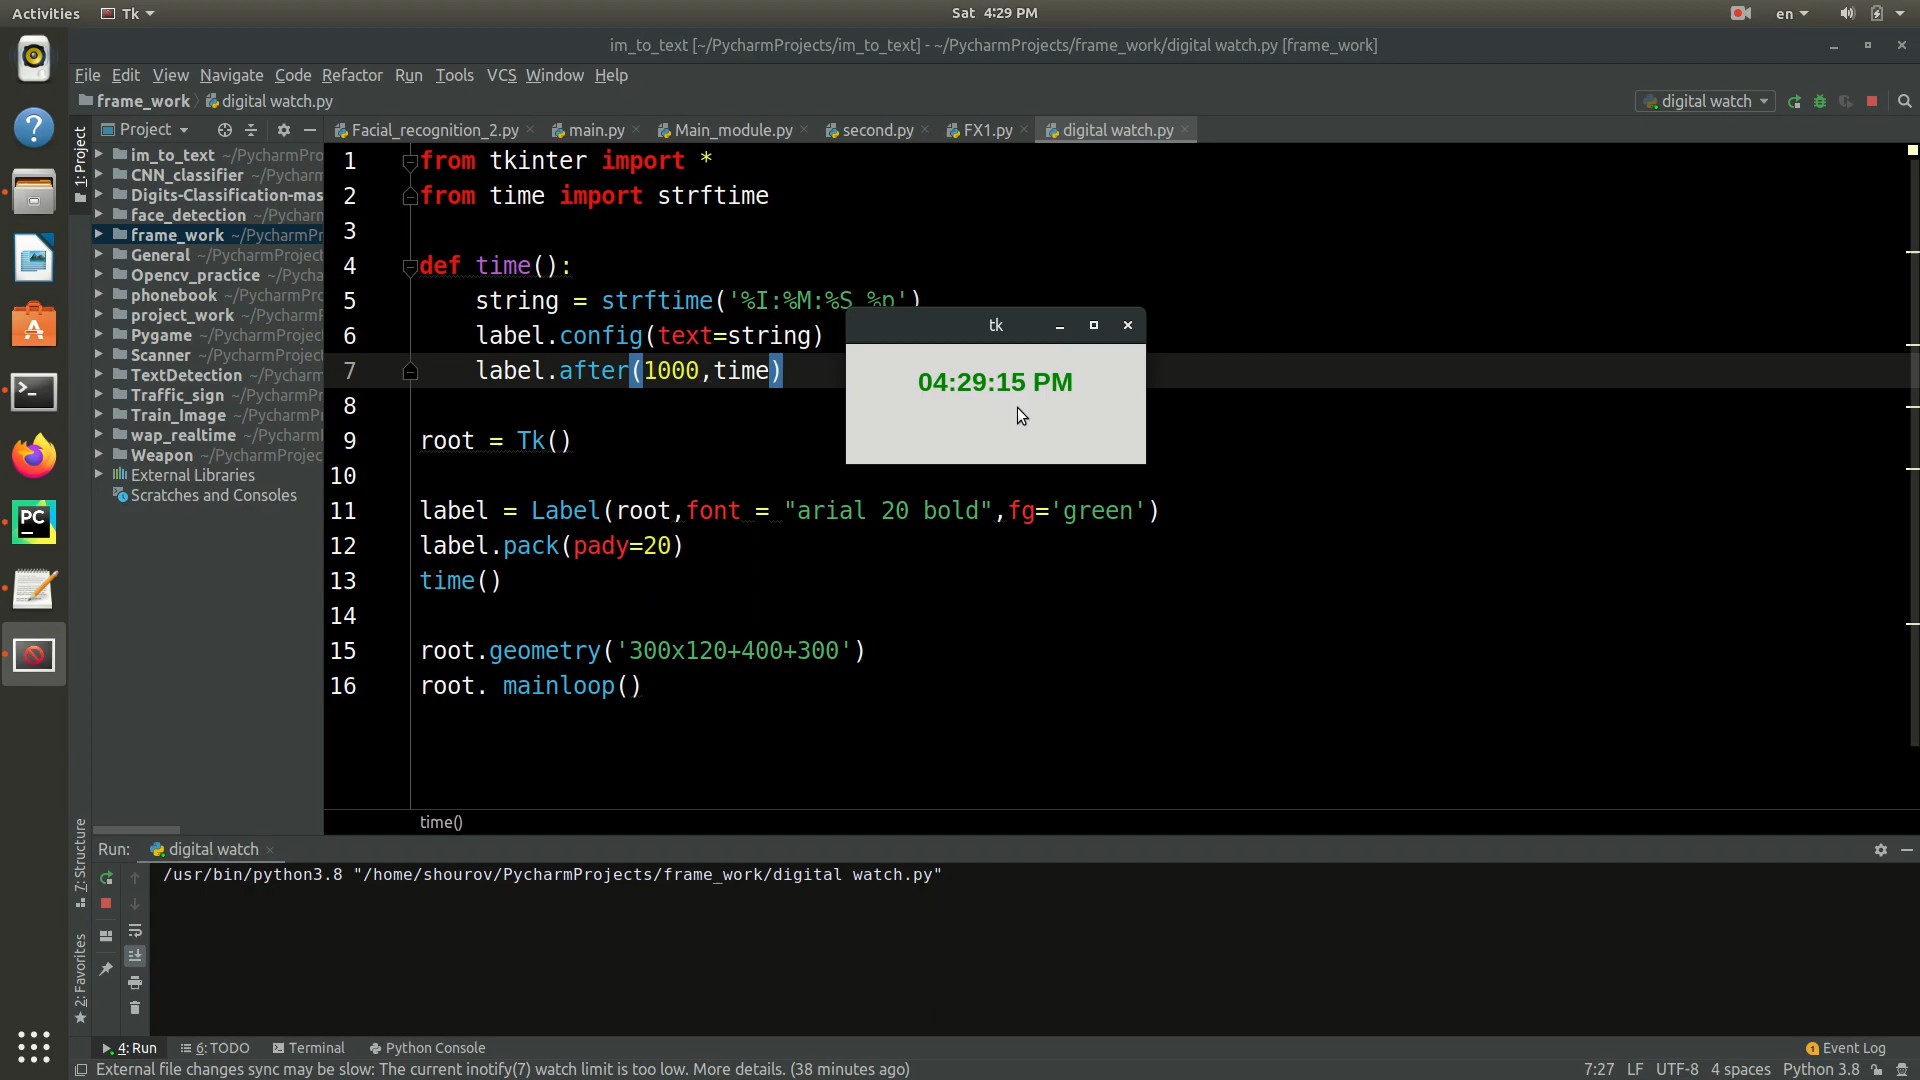 Activities Tk Sat 4:29 PM en
im_to_text [~/PycharmProjects/im_to_text] - ~/PycharmProjects/frame_work/digital watch.py [frame_work]
File Edit View Navigate Code Refactor Run Tools VCS Window Help
frame_work digital watch.py digital watch
Project Facial_recognition_2.py main.py Main_module.py second.py FX1.py digital watch.py
1: Project
im_to_text ~/PycharmPro
CNN_classifier ~/PycharmPro
Digits-Classification-mas
face_detection ~/Pycharm
frame_work ~/PycharmPr
General ~/PycharmProject
Opencv_practice ~/Pycha
phonebook ~/PycharmPro
project_work ~/PycharmP
Pygame ~/PycharmProject
Scanner ~/PycharmProject
TextDetection ~/Pycharm
Traffic_sign ~/PycharmPr
Train_Image ~/PycharmPr
wap_realtime ~/Pycharm
Weapon ~/PycharmProjec
External Libraries
Scratches and Consoles
1 from tkinter import *
2 from time import strftime
3
4 def time():
5 string = strftime('%I:%M:%S %p')
6 label.config(text=string)
7 label.after(1000,time)
8
9 root = Tk()
10
11 label = Label(root,font = "arial 20 bold",fg='green')
12 label.pack(pady=20)
13 time()
14
15 root.geometry('300x120+400+300')
16 root. mainloop()
tk
04:29:15 PM
time()
7: Structure
2: Favorites
Run: digital watch
/usr/bin/python3.8 "/home/shourov/PycharmProjects/frame_work/digital watch.py"
4: Run 6: TODO Terminal Python Console 1 Event Log
External file changes sync may be slow: The current inotify(7) watch limit is too low. More details. (38 minutes ago) 7:27 LF UTF-8 4 spaces Python 3.8